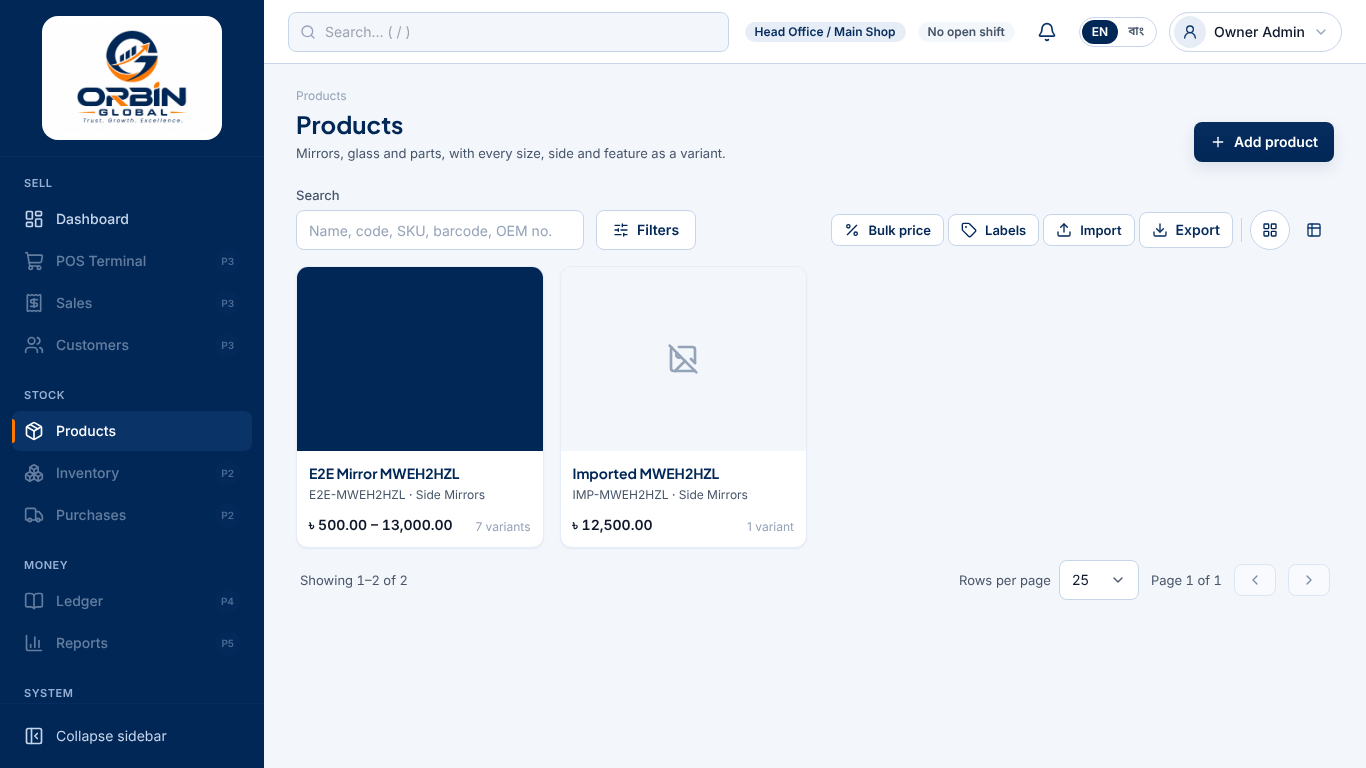 ORBIN
GLOBAL
Trust. Growth. Excellence.
SELL
Dashboard
POS Terminal P3
Sales P3
Customers P3
STOCK
Products
Inventory P2
Purchases P2
MONEY
Ledger P4
Reports P5
SYSTEM
Collapse sidebar
Search... ( / )
Head Office / Main Shop
No open shift
EN
বাং
Owner Admin
Products
Products
Mirrors, glass and parts, with every size, side and feature as a variant.
Add product
Search
Name, code, SKU, barcode, OEM no.
Filters
Bulk price
Labels
Import
Export
E2E Mirror MWEH2HZL
E2E-MWEH2HZL · Side Mirrors
৳ 500.00 – 13,000.00 7 variants
Imported MWEH2HZL
IMP-MWEH2HZL · Side Mirrors
৳ 12,500.00 1 variant
Showing 1–2 of 2
Rows per page 25 Page 1 of 1